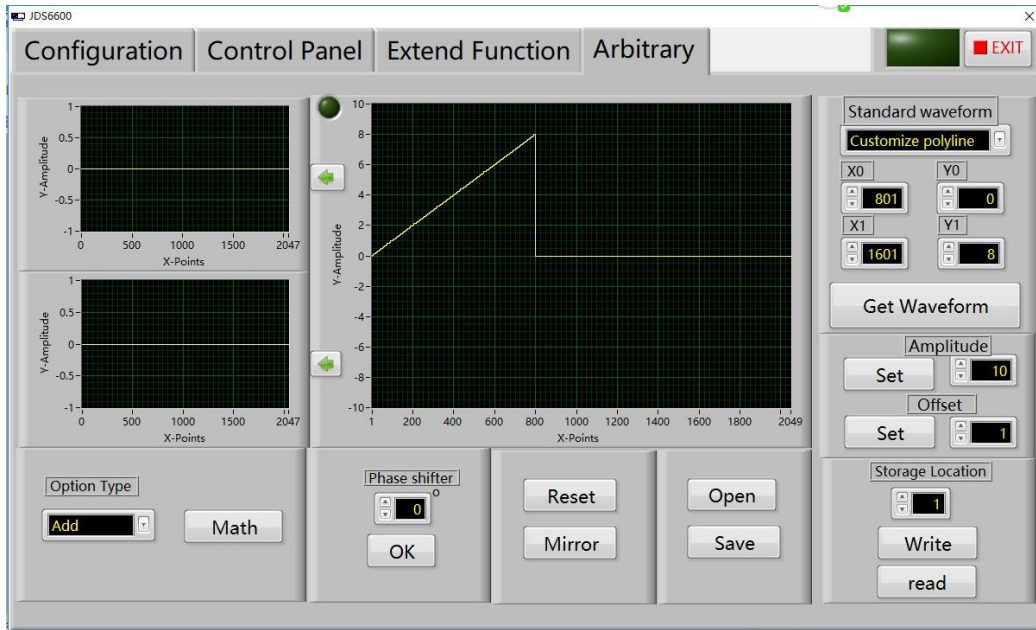 JDS6600
Configuration
Control Panel
Extend Function
Arbitrary
EXIT
1
0.5
0
-0.5
-1
Y-Amplitude
0 500 1000 1500 2047
X-Points
1
0.5
0
-0.5
-1
Y-Amplitude
0 500 1000 1500 2047
X-Points
10
8
6
4
2
0
-2
-4
-6
-8
-10
Y-Amplitude
1 200 400 600 800 1000 1200 1400 1600 1800 2049
X-Points
Standard waveform
Customize polyline
X0 Y0
801 0
X1 Y1
1601 8
Get Waveform
Amplitude
Set 10
Offset
Set 1
Option Type
Add
Math
Phase shifter
o
0
OK
Reset
Mirror
Open
Save
Storage Location
1
Write
read